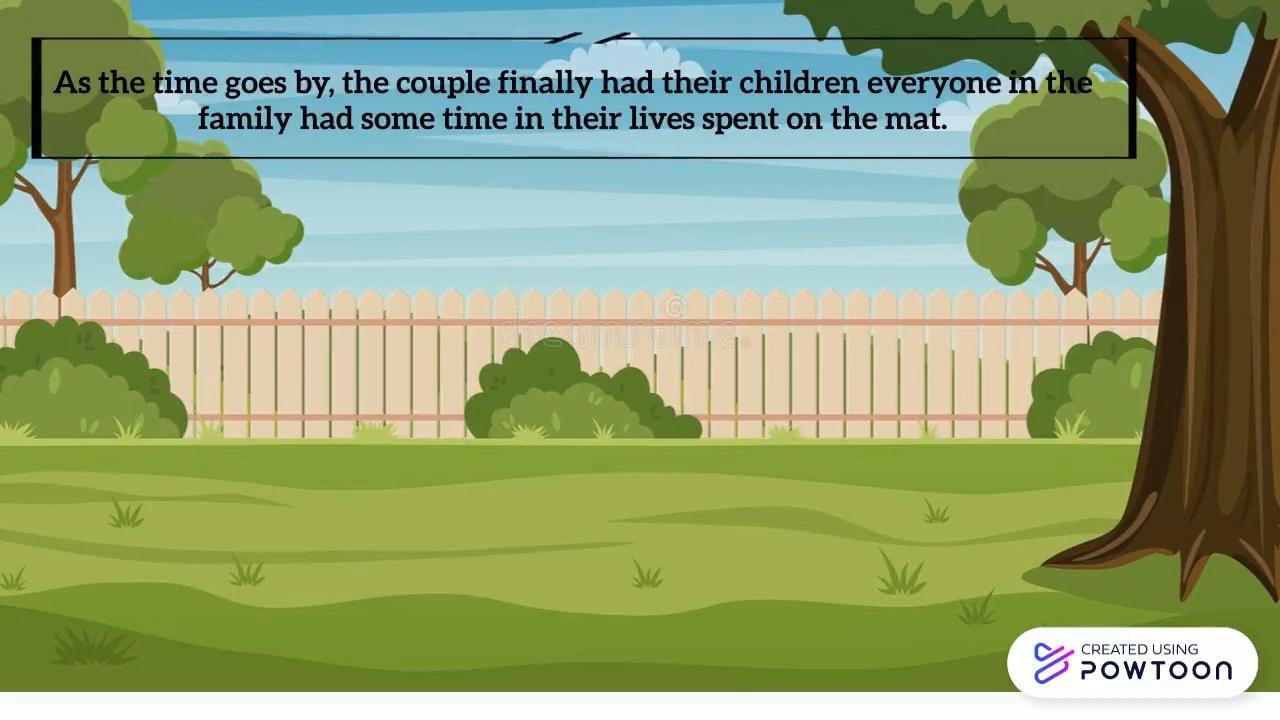 As the time goes by, the couple finally had their children everyone in the
family had some time in their lives spent on the mat.
dreamstime.
CREATED USING
POWTOON